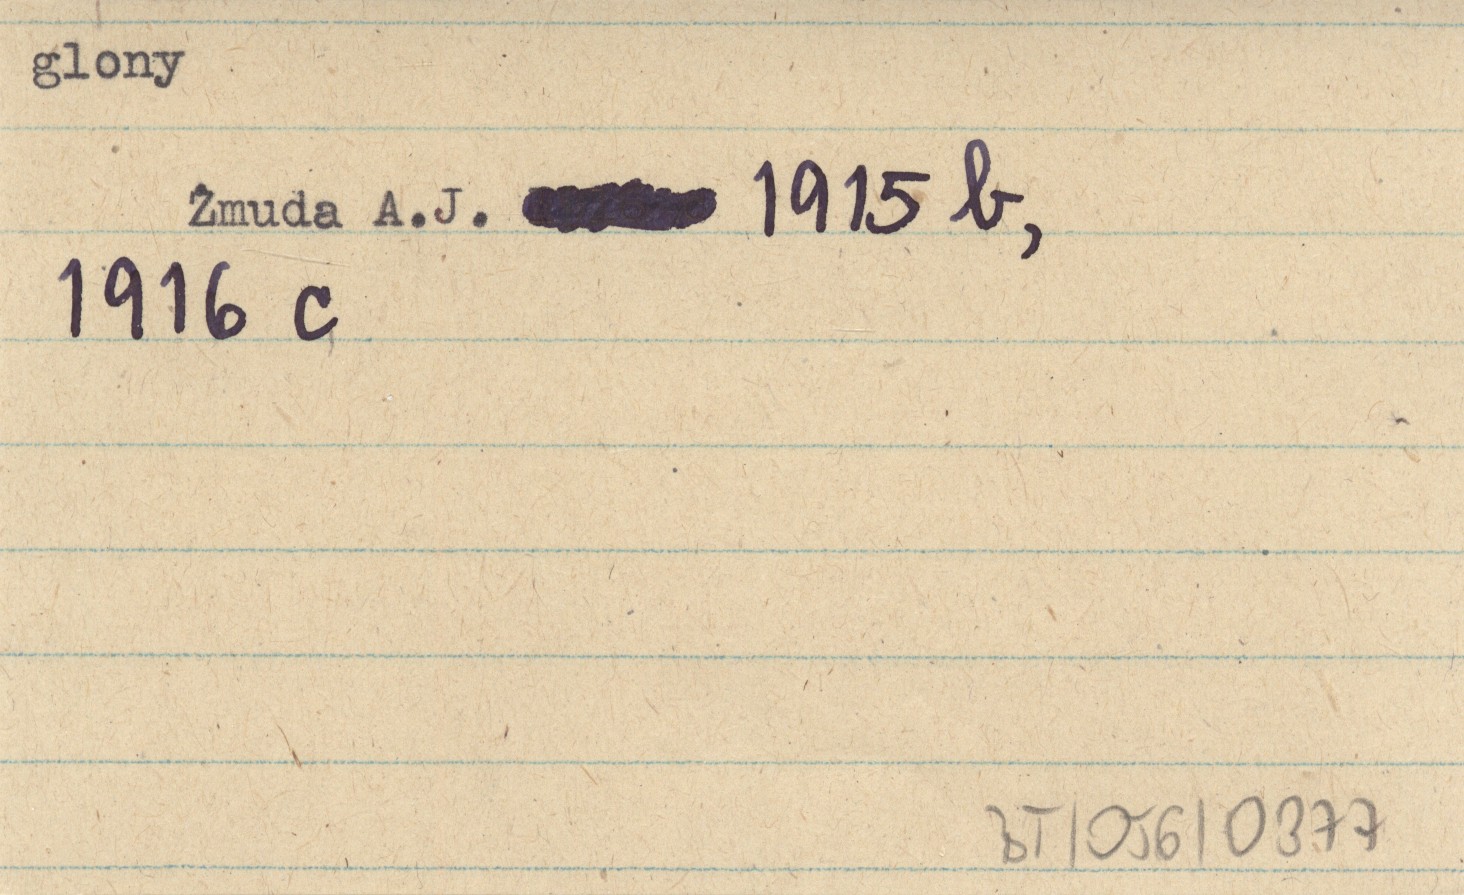 glony
Żmuda A.J. 1915 b,
1916 c
BT/056/0377